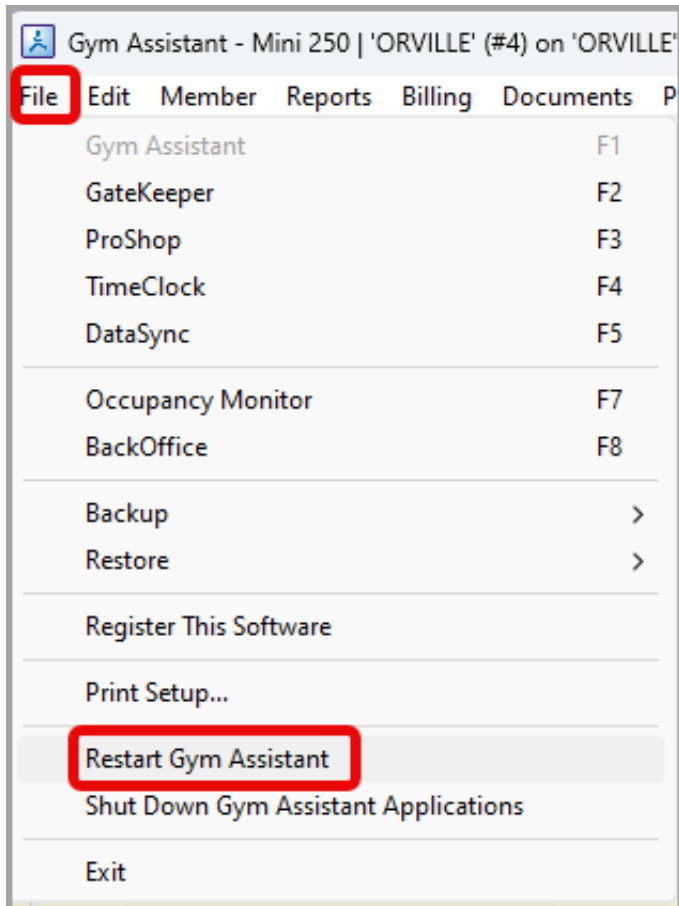 Gym Assistant - Mini 250 | 'ORVILLE' (#4) on 'ORVILLE'
File Edit Member Reports Billing Documents P
Gym Assistant F1
GateKeeper F2
ProShop F3
TimeClock F4
DataSync F5
Occupancy Monitor F7
BackOffice F8
Backup
Restore
Register This Software
Print Setup...
Restart Gym Assistant
Shut Down Gym Assistant Applications
Exit